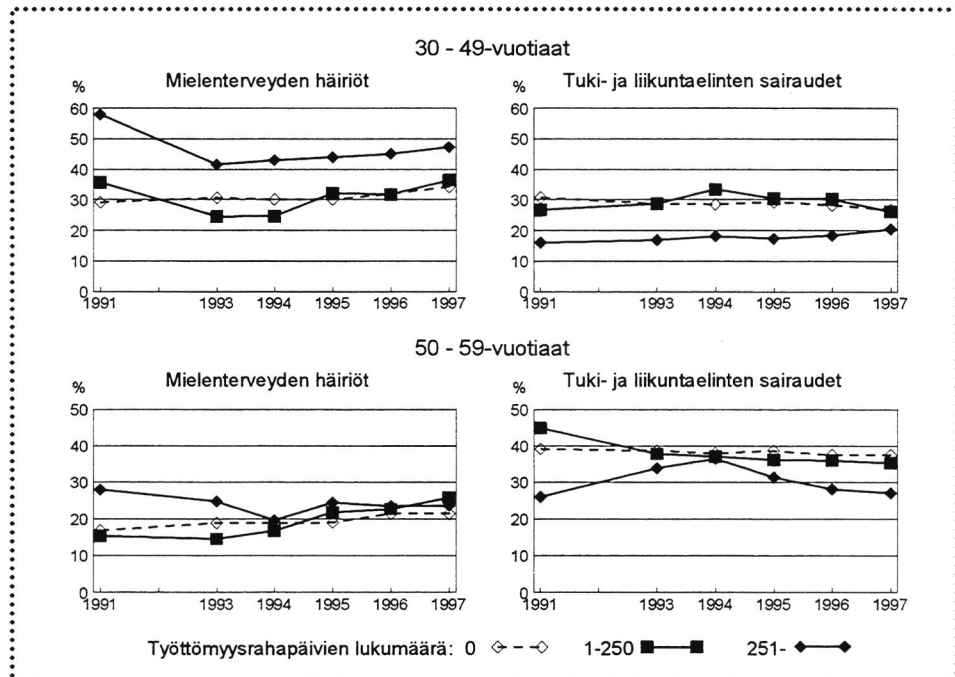 30 - 49-vuotiaat
Mielenterveyden häiriöt
%
60
50
40
30
20
10
0
1991 1993 1994 1995 1996 1997
Tuki- ja liikuntaelinten sairaudet
%
60
50
40
30
20
10
0
1991 1993 1994 1995 1996 1997
50 - 59-vuotiaat
Mielenterveyden häiriöt
%
50
40
30
20
10
0
1991 1993 1994 1995 1996 1997
Tuki- ja liikuntaelinten sairaudet
%
50
40
30
20
10
0
1991 1993 1994 1995 1996 1997
Työttömyysrahapäivien lukumäärä: 0 1-250 251-